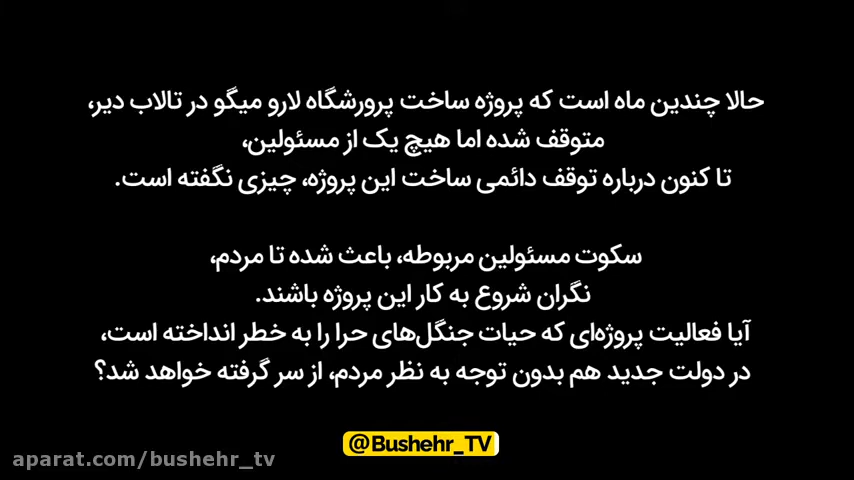 حالا چندین ماه است که پروژه ساخت پرورشگاه لارو میگو در تالاب دیر،
متوقف شده اما هیچ یک از مسئولین،
تا کنون درباره توقف دائمی ساخت این پروژه، چیزی نگفته است.
سکوت مسئولین مربوطه، باعث شده تا مردم،
نگران شروع به کار این پروژه باشند.
آیا فعالیت پروژه‌ای که حیات جنگل‌های حرا را به خطر انداخته است،
در دولت جدید هم بدون توجه به نظر مردم، از سر گرفته خواهد شد؟
@Bushehr_TV
aparat.com/bushehr_tv